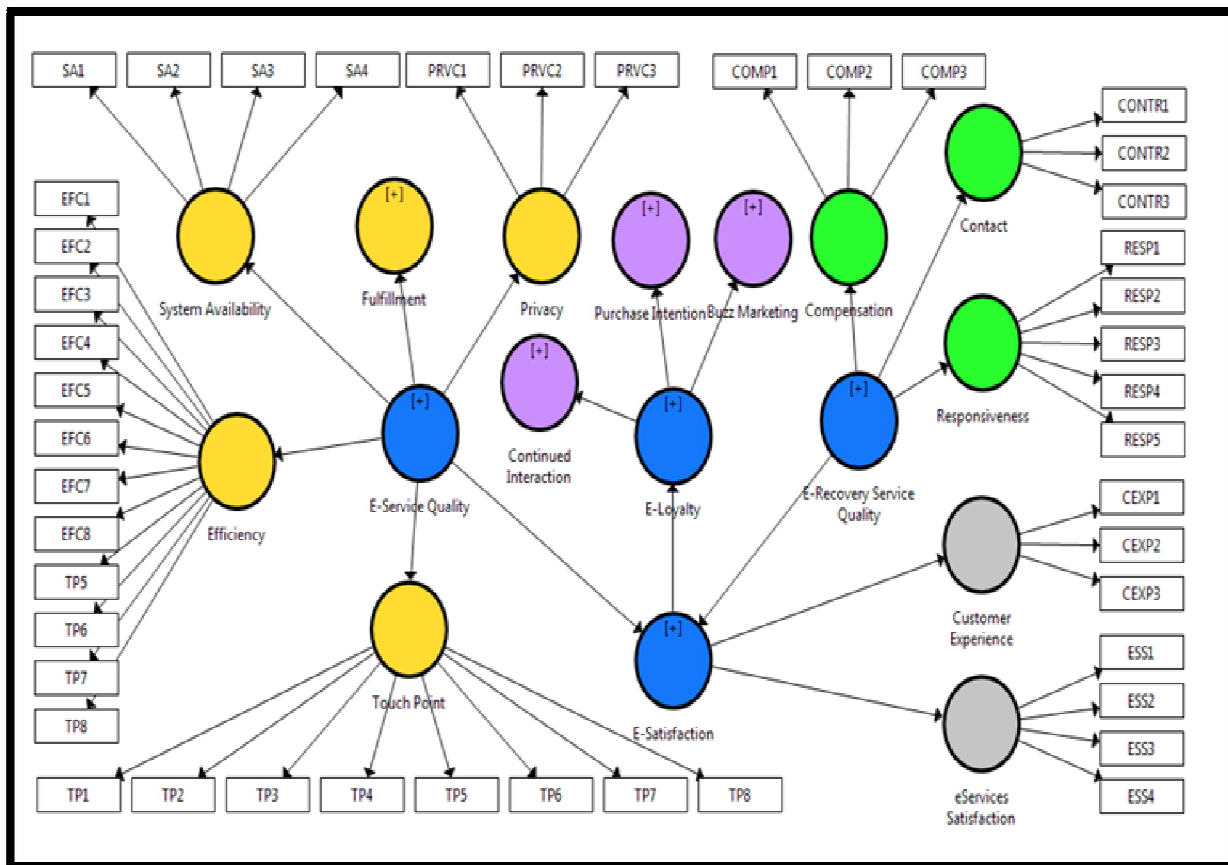 SA1
SA2
SA3
SA4
PRVC1
PRVC2
PRVC3
COMP1
COMP2
COMP3
CONTR1
CONTR2
CONTR3
Contact
EFC1
EFC2
EFC3
EFC4
EFC5
EFC6
EFC7
EFC8
TP5
TP6
TP7
TP8
System Availability
[+]
Fulfillment
Privacy
[+]
Purchase Intention
[+]
Buzz Marketing
[+]
Compensation
RESP1
RESP2
RESP3
RESP4
RESP5
Responsiveness
[+]
Continued
Interaction
[+]
E-Service Quality
[+]
E-Loyalty
[+]
E-Recovery Service
Quality
Efficiency
CEXP1
CEXP2
CEXP3
Customer
Experience
Touch Point
[+]
E-Satisfaction
ESS1
ESS2
ESS3
ESS4
eServices
Satisfaction
TP1
TP2
TP3
TP4
TP5
TP6
TP7
TP8